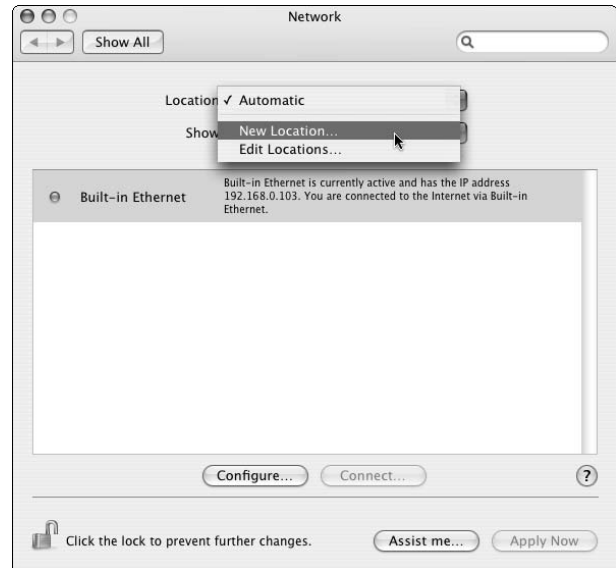 Network
Show All
Location
✓ Automatic
Show
New Location...
Edit Locations...
Built-in Ethernet
Built-in Ethernet is currently active and has the IP address
192.168.0.103. You are connected to the Internet via Built-in
Ethernet.
Configure...
Connect...
?
Click the lock to prevent further changes.
Assist me...
Apply Now